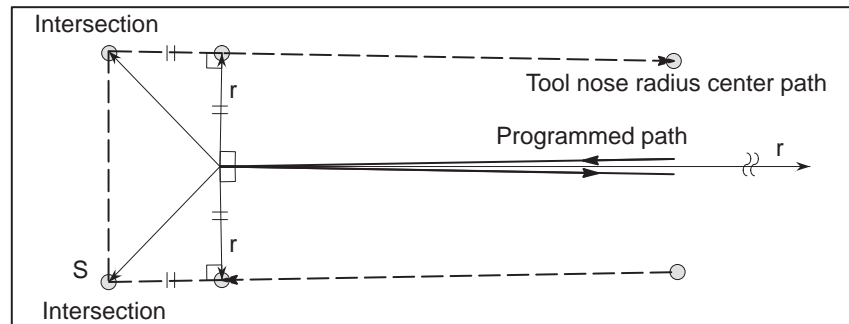 Intersection
r
Tool nose radius center path
Programmed path
r
r
S
Intersection